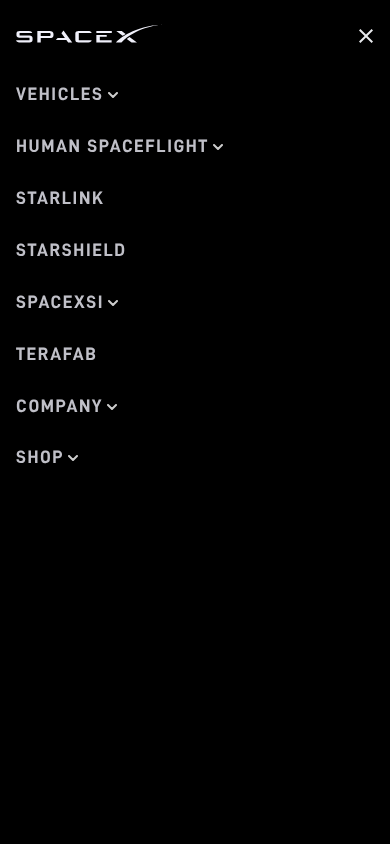 SPACEX
VEHICLES
HUMAN SPACEFLIGHT
STARLINK
STARSHIELD
SPACEXSI
TERAFAB
COMPANY
SHOP